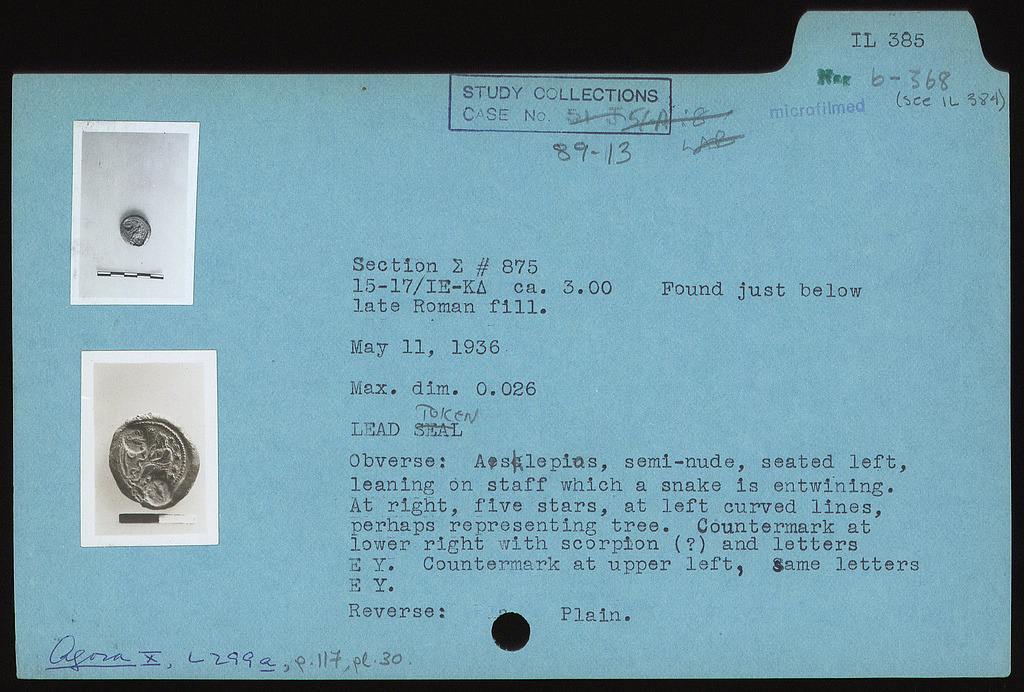 IL 385
Neg 6-368
(see IL 384)
microfilmed
STUDY COLLECTIONS
CASE No.
89-13
LAB
Section Σ # 875
15-17/ΙΕ-ΚΔ ca. 3.00 Found just below
late Roman fill.
May 11, 1936
Max. dim. 0.026
TOKEN
LEAD SEAL
Obverse: Asklepios, semi-nude, seated left,
leaning on staff which a snake is entwining.
At right, five stars, at left curved lines,
perhaps representing tree. Countermark at
lower right with scorpion (?) and letters
E Y. Countermark at upper left, same letters
E Y.
Reverse: Plain.
Agora X, L299a, p.117, pl.30.